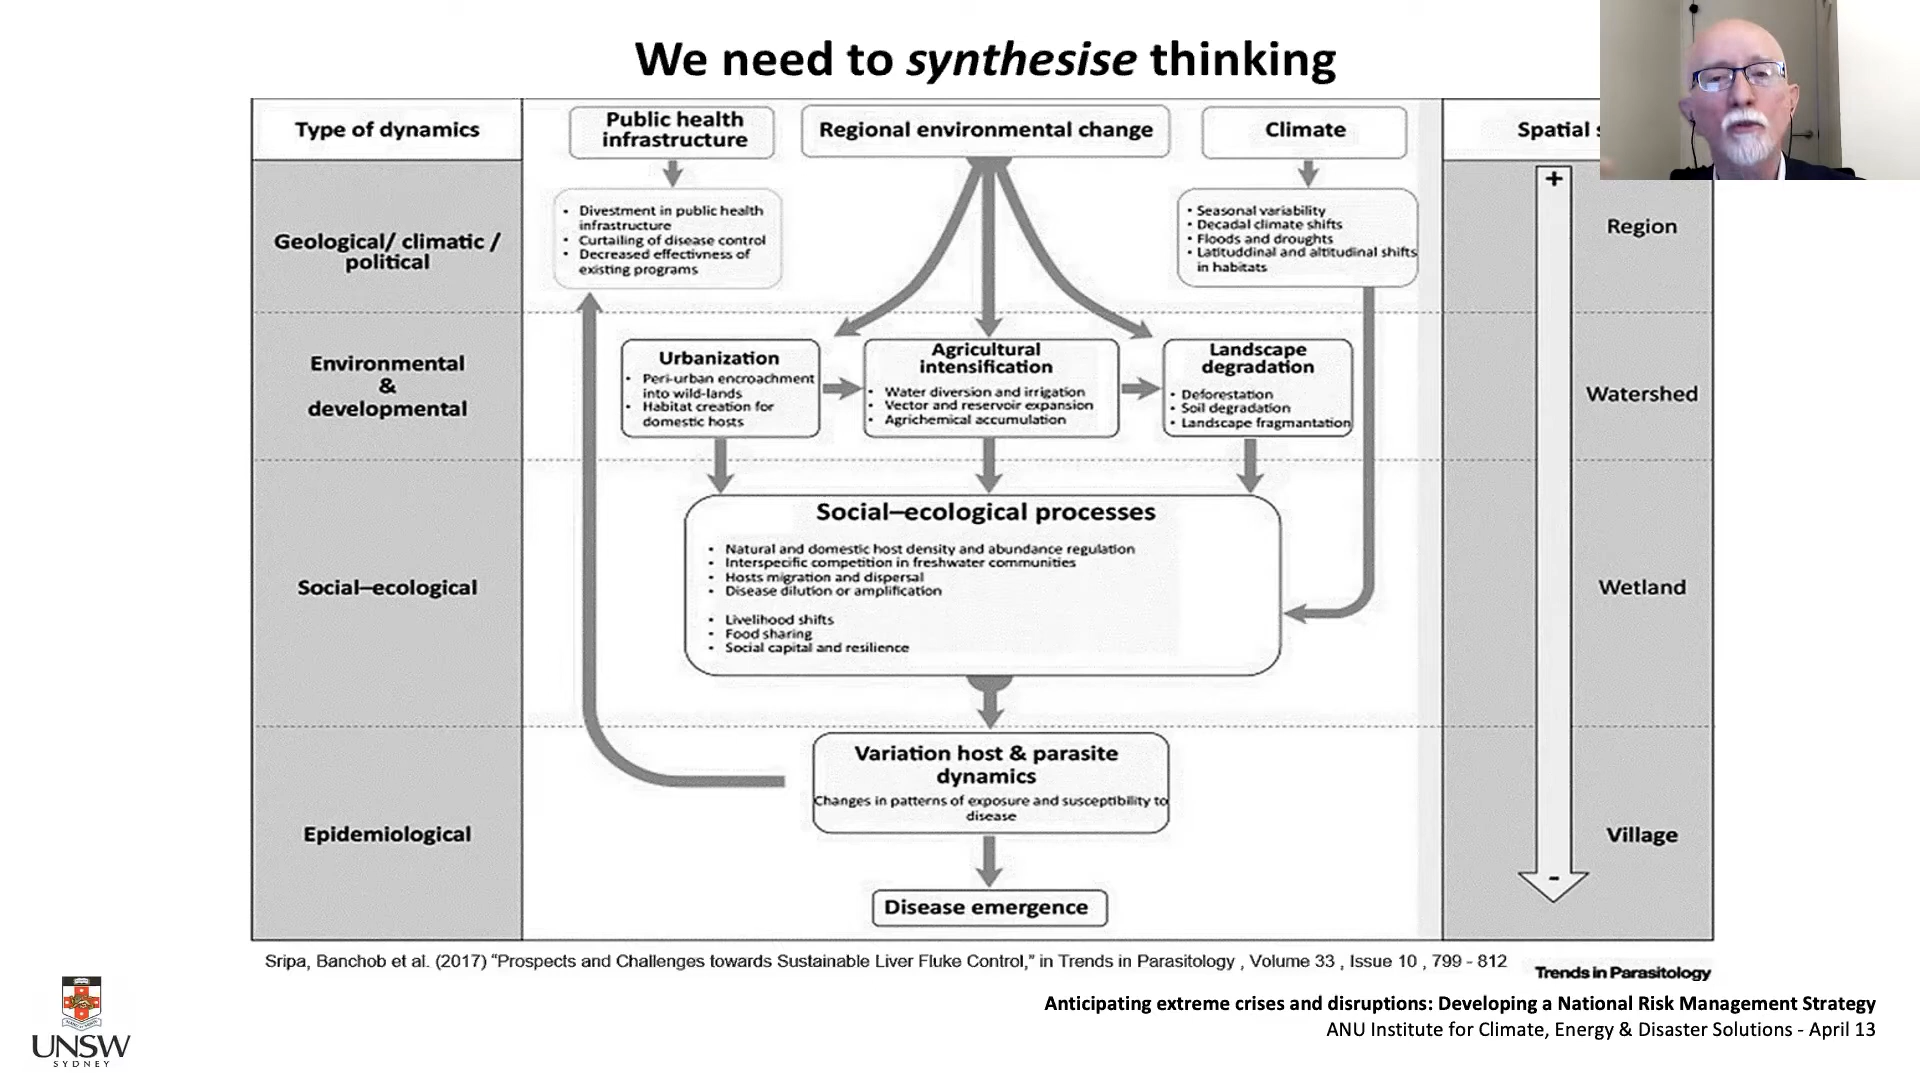 We need to synthesise thinking
Type of dynamics
Public health
infrastructure
Regional environmental change
Climate
Spatial
+
Geological/ climatic /
political
• Divestment in public health
infrastructure
• Curtailing of disease control
• Decreased effectivness of
existing programs
• Seasonal variability
• Decadal climate shifts
• Floods and droughts
• Latituddinal and altitudinal shifts
in habitats
Region
Environmental
&
developmental
Urbanization
• Peri-urban encroachment
into wild-lands
• Habitat creation for
domestic hosts
Agricultural
intensification
• Water diversion and irrigation
• Vector and reservoir expansion
• Agrichemical accumulation
Landscape
degradation
• Deforestation
• Soil degradation
• Landscape fragmantation
Watershed
Social–ecological
Social–ecological processes
• Natural and domestic host density and abundance regulation
• Interspecific competition in freshwater communities
• Hosts migration and dispersal
• Disease dilution or amplification
• Livelihood shifts
• Food sharing
• Social capital and resilience
Wetland
Epidemiological
Variation host & parasite
dynamics
Changes in patterns of exposure and susceptibility to
disease
Disease emergence
Village
-
Sripa, Banchob et al. (2017) “Prospects and Challenges towards Sustainable Liver Fluke Control,” in Trends in Parasitology , Volume 33 , Issue 10 , 799 - 812
Trends in Parasitology
Anticipating extreme crises and disruptions: Developing a National Risk Management Strategy
ANU Institute for Climate, Energy & Disaster Solutions - April 13
UNSW
SYDNEY